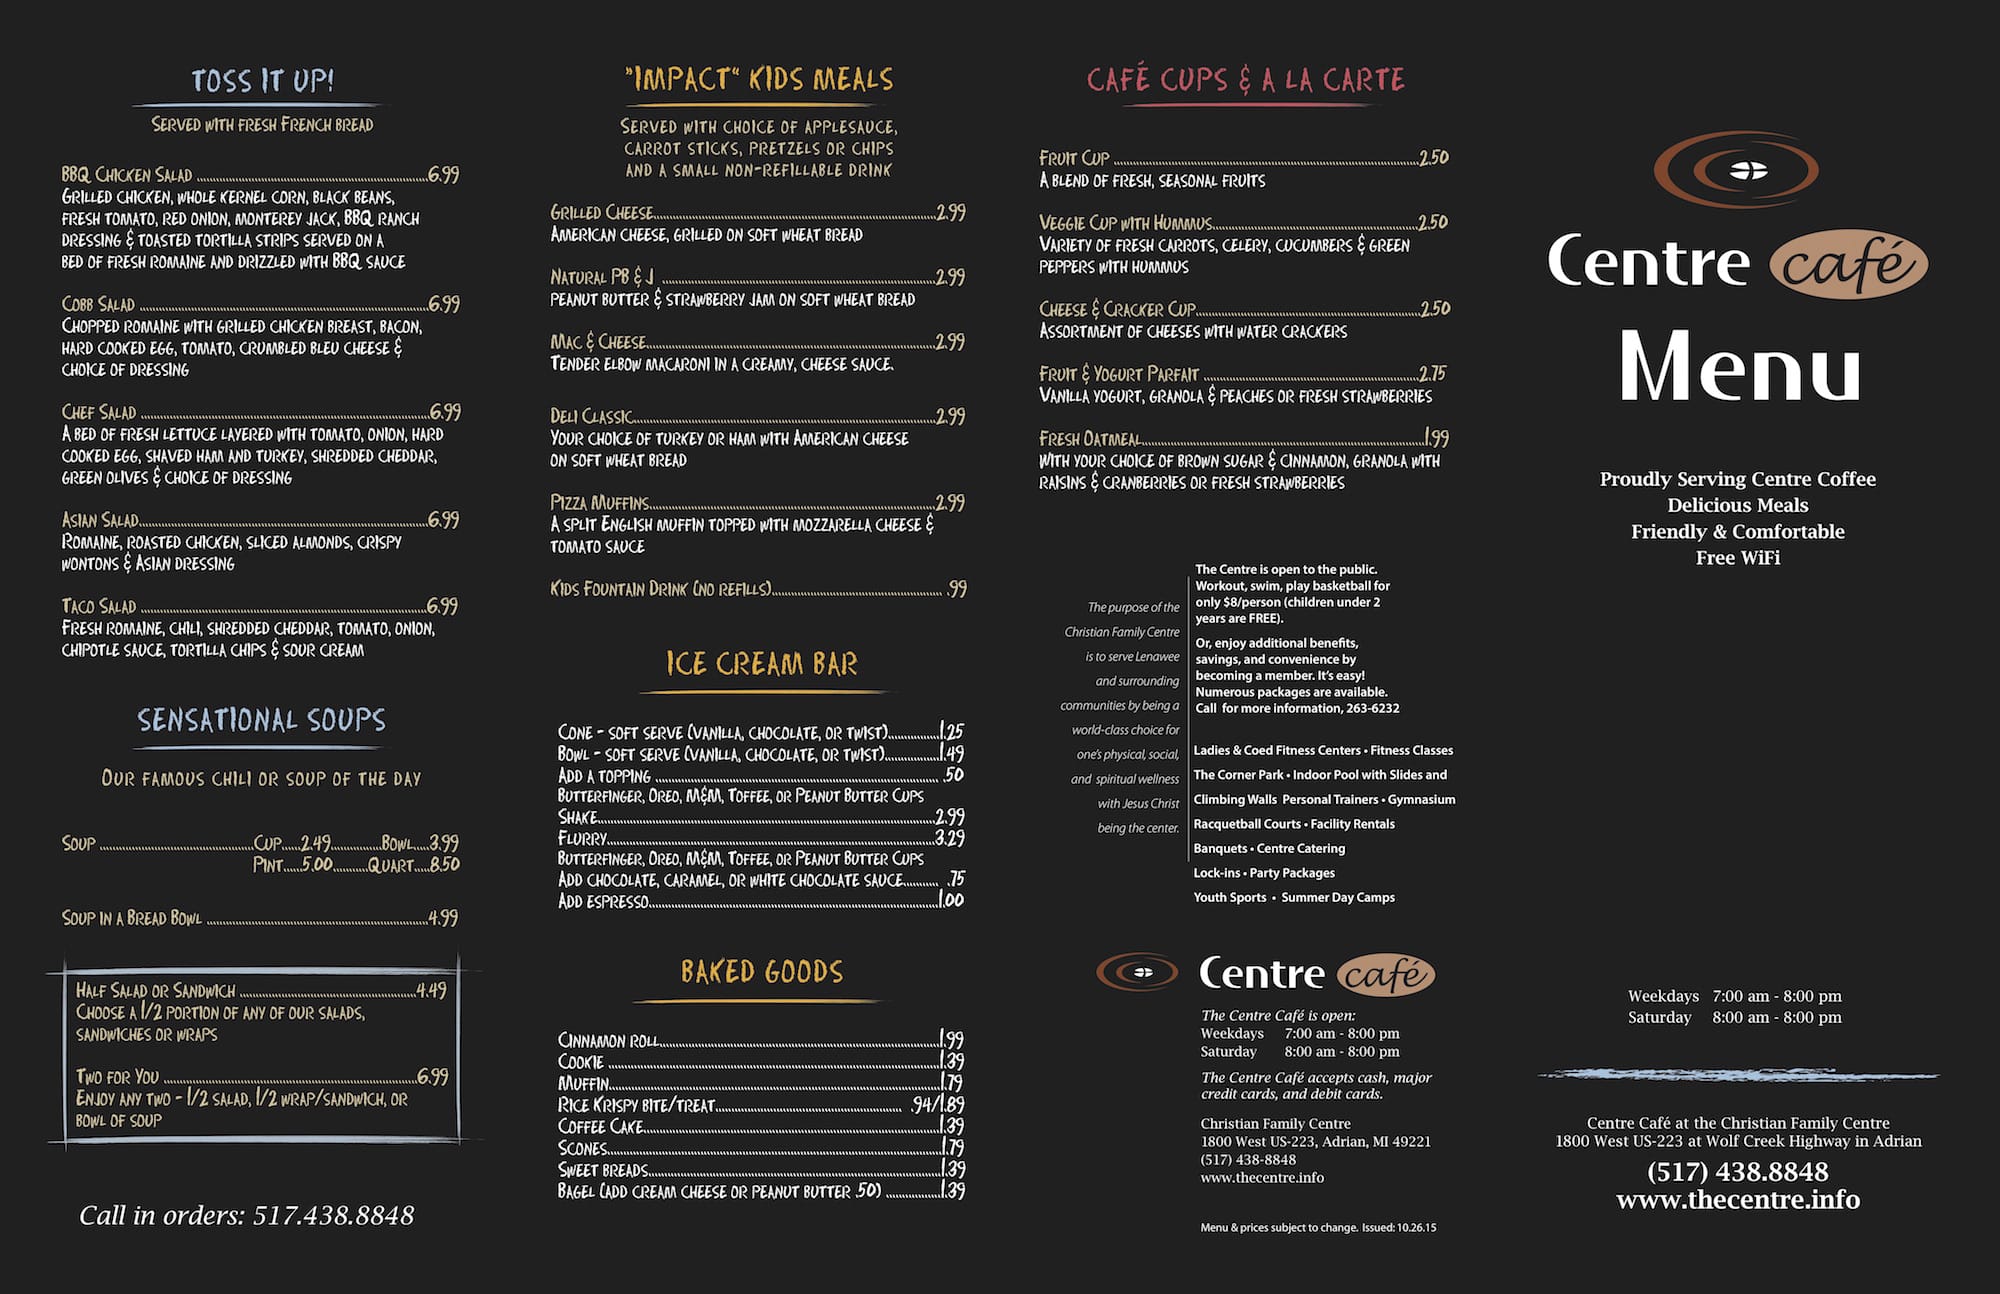 TOSS IT UP!
SERVED WITH FRESH FRENCH BREAD
BBQ CHICKEN SALAD 6.99
GRILLED CHICKEN, WHOLE KERNEL CORN, BLACK BEANS,
FRESH TOMATO, RED ONION, MONTEREY JACK, BBQ RANCH
DRESSING & TOASTED TORTILLA STRIPS SERVED ON A
BED OF FRESH ROMAINE AND DRIZZLED WITH BBQ SAUCE
COBB SALAD 6.99
CHOPPED ROMAINE WITH GRILLED CHICKEN BREAST, BACON,
HARD COOKED EGG, TOMATO, CRUMBLED BLEU CHEESE &
CHOICE OF DRESSING
CHEF SALAD 6.99
A BED OF FRESH LETTUCE LAYERED WITH TOMATO, ONION, HARD
COOKED EGG, SHAVED HAM AND TURKEY, SHREDDED CHEDDAR,
GREEN OLIVES & CHOICE OF DRESSING
ASIAN SALAD 6.99
ROMAINE, ROASTED CHICKEN, SLICED ALMONDS, CRISPY
WONTONS & ASIAN DRESSING
TACO SALAD 6.99
FRESH ROMAINE, CHILI, SHREDDED CHEDDAR, TOMATO, ONION,
CHIPOTLE SAUCE, TORTILLA CHIPS & SOUR CREAM
SENSATIONAL SOUPS
OUR FAMOUS CHILI OR SOUP OF THE DAY
SOUP CUP 2.49 BOWL 3.99
PINT 5.00 QUART 8.50
SOUP IN A BREAD BOWL 4.99
HALF SALAD OR SANDWICH 4.49
CHOOSE A 1/2 PORTION OF ANY OF OUR SALADS,
SANDWICHES OR WRAPS
TWO FOR YOU 6.99
ENJOY ANY TWO - 1/2 SALAD, 1/2 WRAP/SANDWICH, OR
BOWL OF SOUP
Call in orders: 517.438.8848
"IMPACT" KIDS MEALS
SERVED WITH CHOICE OF APPLESAUCE,
CARROT STICKS, PRETZELS OR CHIPS
AND A SMALL NON-REFILLABLE DRINK
GRILLED CHEESE 2.99
AMERICAN CHEESE, GRILLED ON SOFT WHEAT BREAD
NATURAL PB & J 2.99
PEANUT BUTTER & STRAWBERRY JAM ON SOFT WHEAT BREAD
MAC & CHEESE 2.99
TENDER ELBOW MACARONI IN A CREAMY, CHEESE SAUCE.
DELI CLASSIC 2.99
YOUR CHOICE OF TURKEY OR HAM WITH AMERICAN CHEESE
ON SOFT WHEAT BREAD
PIZZA MUFFINS 2.99
A SPLIT ENGLISH MUFFIN TOPPED WITH MOZZARELLA CHEESE &
TOMATO SAUCE
KIDS FOUNTAIN DRINK (NO REFILLS) .99
ICE CREAM BAR
CONE - SOFT SERVE (VANILLA, CHOCOLATE, OR TWIST) 1.25
BOWL - SOFT SERVE (VANILLA, CHOCOLATE, OR TWIST) 1.49
ADD A TOPPING .50
BUTTERFINGER, OREO, M&M, TOFFEE, OR PEANUT BUTTER CUPS
SHAKE 2.99
FLURRY 3.29
BUTTERFINGER, OREO, M&M, TOFFEE, OR PEANUT BUTTER CUPS
ADD CHOCOLATE, CARAMEL, OR WHITE CHOCOLATE SAUCE .75
ADD ESPRESSO 1.00
BAKED GOODS
CINNAMON ROLL 1.99
COOKIE 1.39
MUFFIN 1.79
RICE KRISPY BITE/TREAT .94/1.89
COFFEE CAKE 1.39
SCONES 1.79
SWEET BREADS 1.39
BAGEL (ADD CREAM CHEESE OR PEANUT BUTTER .50) 1.39
CAFÉ CUPS & A LA CARTE
FRUIT CUP 2.50
A BLEND OF FRESH, SEASONAL FRUITS
VEGGIE CUP WITH HUMMUS 2.50
VARIETY OF FRESH CARROTS, CELERY, CUCUMBERS & GREEN
PEPPERS WITH HUMMUS
CHEESE & CRACKER CUP 2.50
ASSORTMENT OF CHEESES WITH WATER CRACKERS
FRUIT & YOGURT PARFAIT 2.75
VANILLA YOGURT, GRANOLA & PEACHES OR FRESH STRAWBERRIES
FRESH OATMEAL 1.99
WITH YOUR CHOICE OF BROWN SUGAR & CINNAMON, GRANOLA WITH
RAISINS & CRANBERRIES OR FRESH STRAWBERRIES
The purpose of the
Christian Family Centre
is to serve Lenawee
and surrounding
communities by being a
world-class choice for
one's physical, social,
and spiritual wellness
with Jesus Christ
being the center.
The Centre is open to the public.
Workout, swim, play basketball for
only $8/person (children under 2
years are FREE).
Or, enjoy additional benefits,
savings, and convenience by
becoming a member. It's easy!
Numerous packages are available.
Call for more information, 263-6232
Ladies & Coed Fitness Centers • Fitness Classes
The Corner Park • Indoor Pool with Slides and
Climbing Walls Personal Trainers • Gymnasium
Racquetball Courts • Facility Rentals
Banquets • Centre Catering
Lock-ins • Party Packages
Youth Sports • Summer Day Camps
Centre café
The Centre Café is open:
Weekdays 7:00 am - 8:00 pm
Saturday 8:00 am - 8:00 pm
The Centre Café accepts cash, major
credit cards, and debit cards.
Christian Family Centre
1800 West US-223, Adrian, MI 49221
(517) 438-8848
www.thecentre.info
Menu & prices subject to change. Issued: 10.26.15
Centre café
Menu
Proudly Serving Centre Coffee
Delicious Meals
Friendly & Comfortable
Free WiFi
Weekdays 7:00 am - 8:00 pm
Saturday 8:00 am - 8:00 pm
Centre Café at the Christian Family Centre
1800 West US-223 at Wolf Creek Highway in Adrian
(517) 438.8848
www.thecentre.info